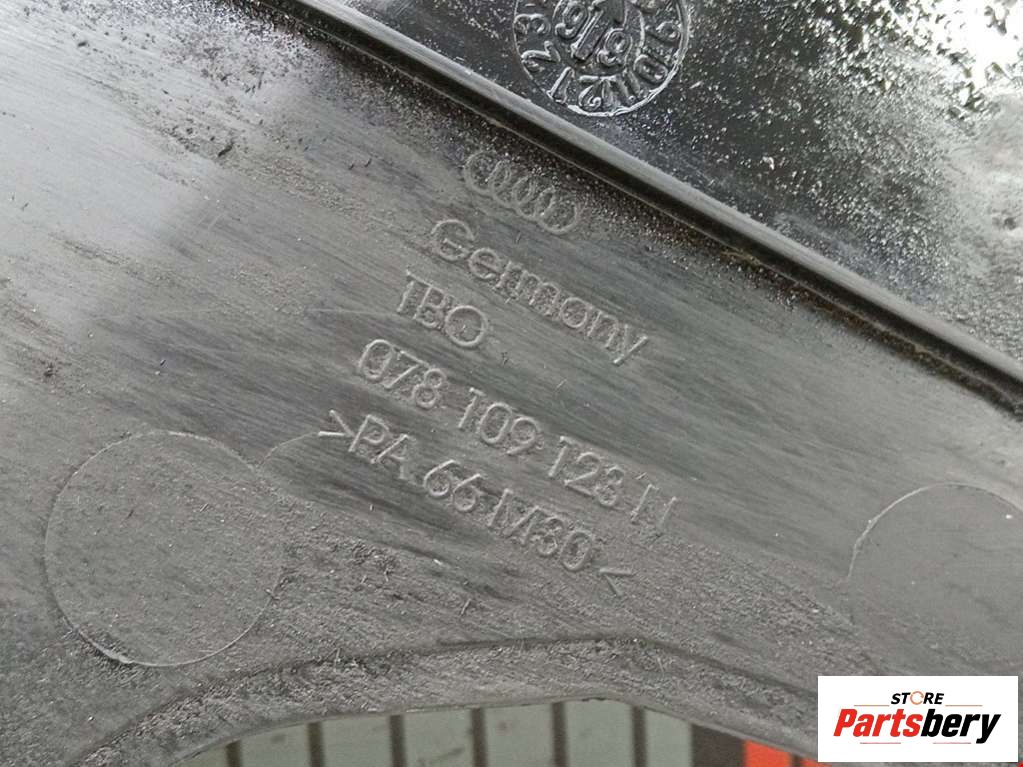 Germany
TBO
078 109 123 N
>PA 66-M30<
STORE
Partsbery